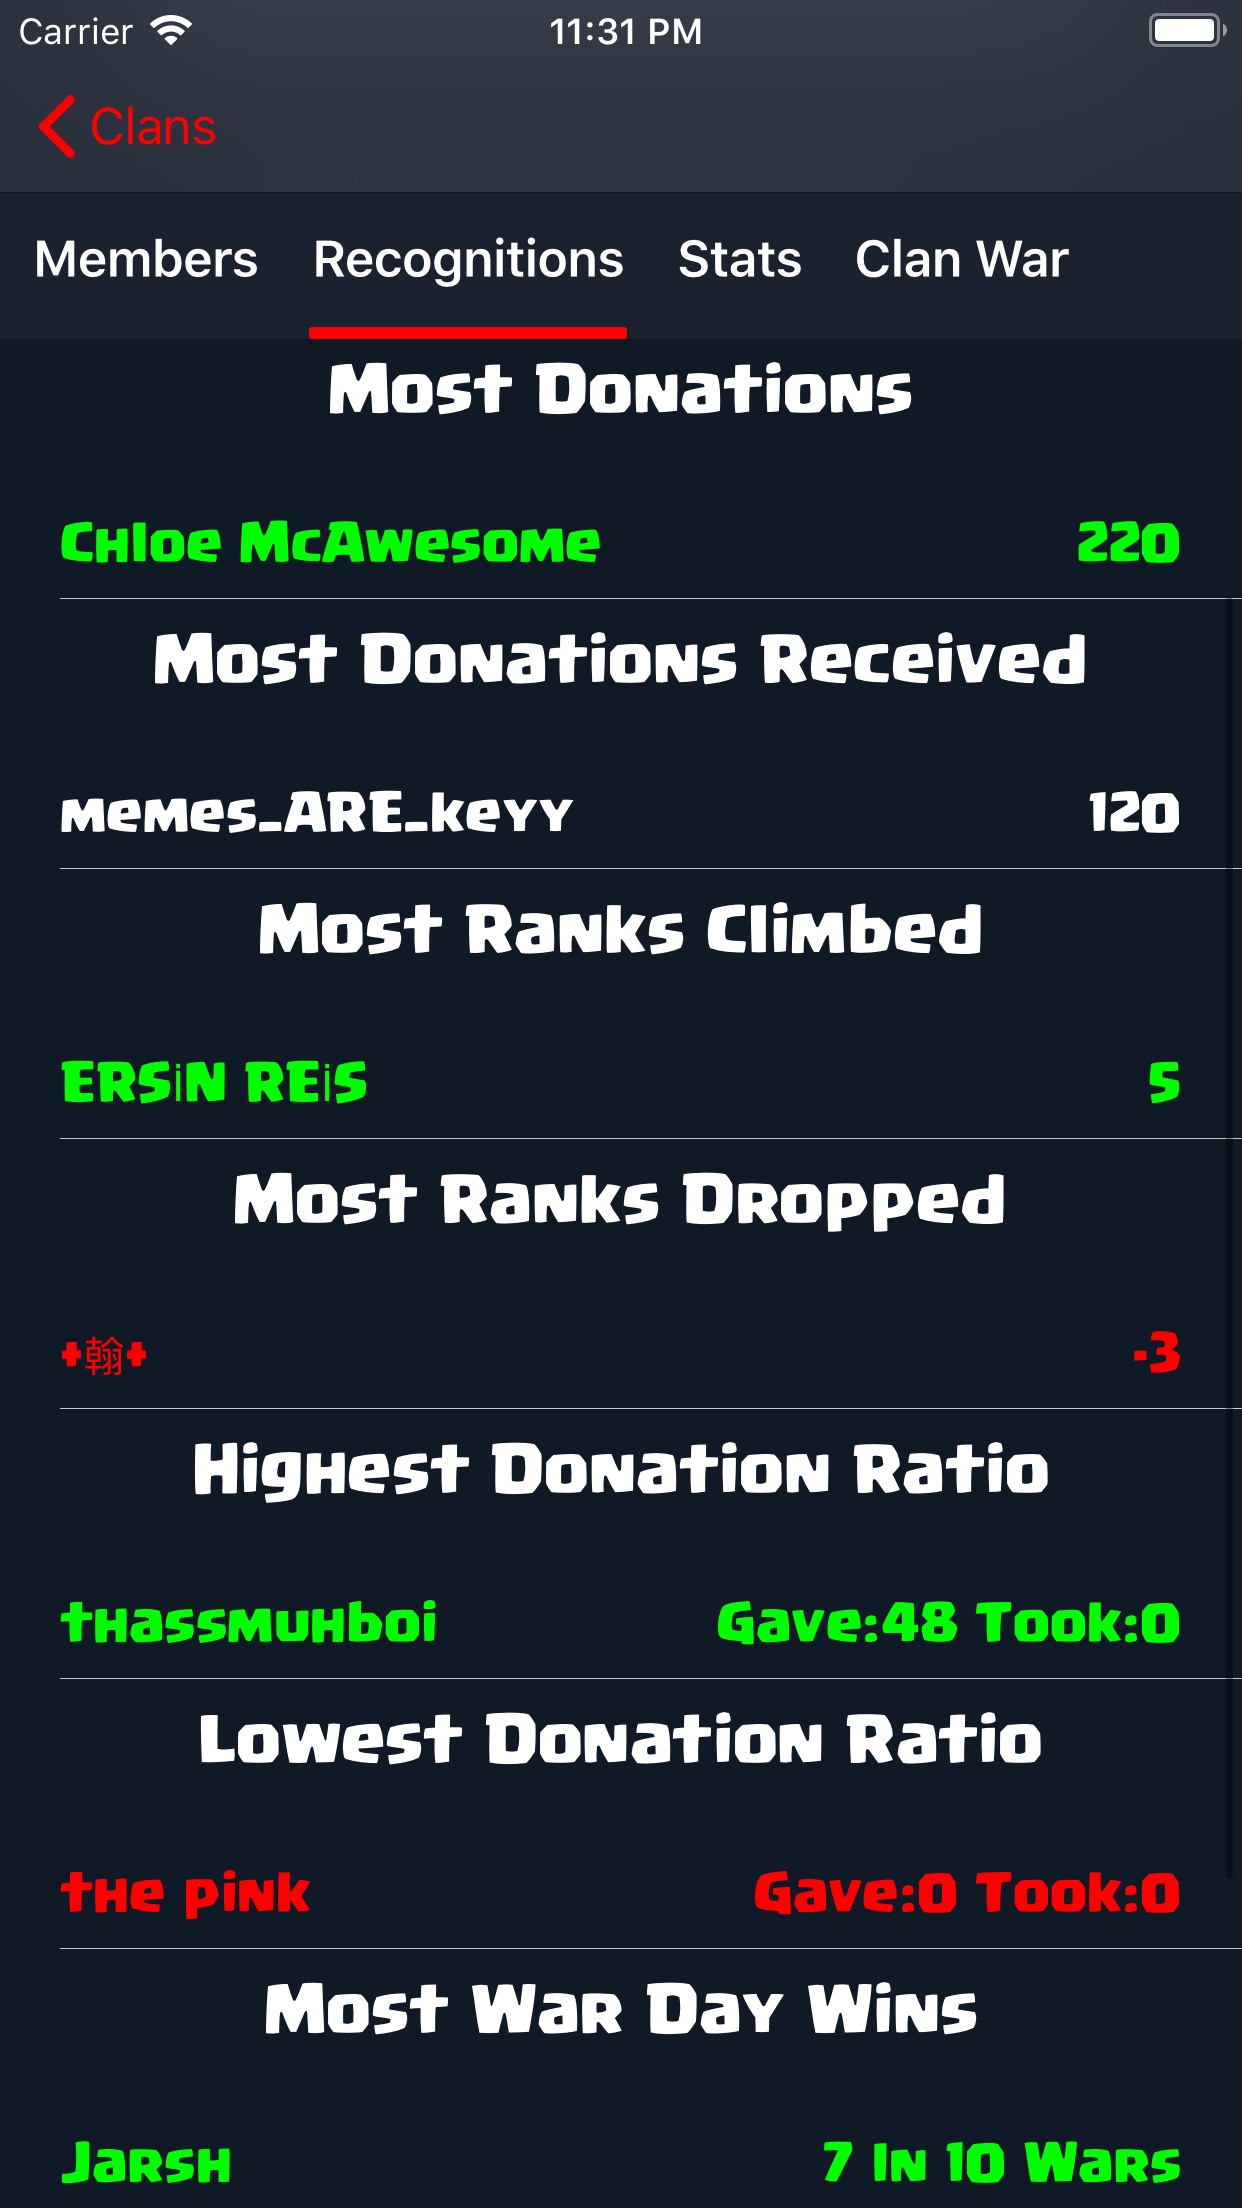 Carrier 11:31 PM
Clans
Members Recognitions Stats Clan War
Most Donations
Chloe McAwesome 220
Most Donations Received
memes_ARE_keyy 120
Most Ranks Climbed
ERSiN REiS 5
Most Ranks Dropped
+翰+ -3
Highest Donation Ratio
thassmuhboi Gave:48 Took:0
Lowest Donation Ratio
the pink Gave:0 Took:0
Most War Day Wins
Jarsh 7 In 10 Wars